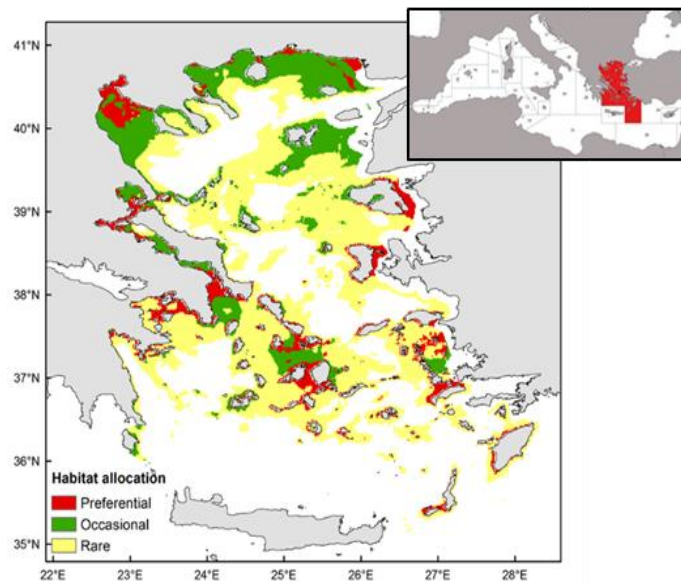 41°N
40°N
39°N
38°N
37°N
36°N
35°N
Habitat allocation
Preferential
Occasional
Rare
22°E 23°E 24°E 25°E 26°E 27°E 28°E